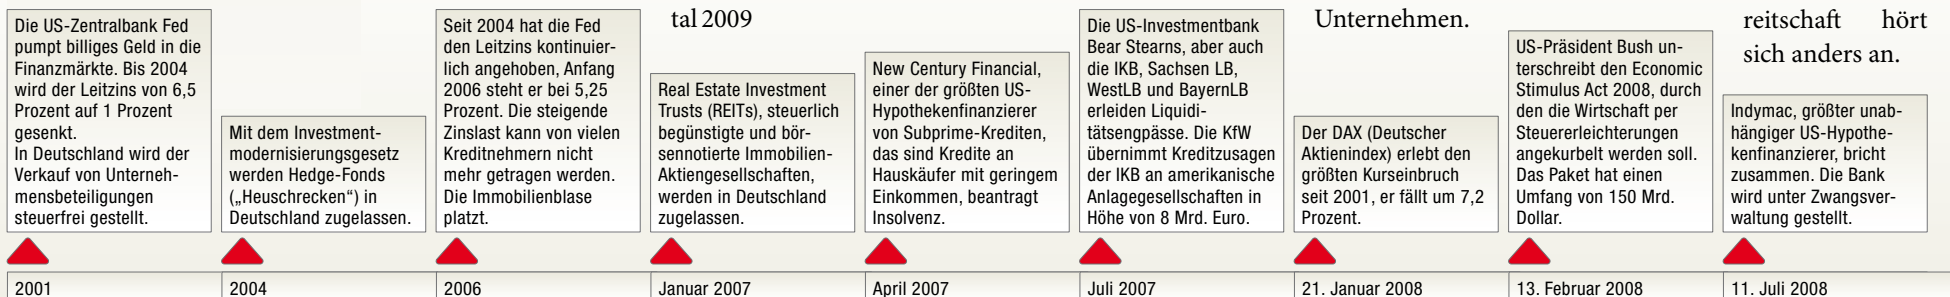 tal 2009
Unternehmen.
reitschaft hört
sich anders an.
Die US-Zentralbank Fed
pumpt billiges Geld in die
Finanzmärkte. Bis 2004
wird der Leitzins von 6,5
Prozent auf 1 Prozent
gesenkt.
In Deutschland wird der
Verkauf von Unterneh-
mensbeteiligungen
steuerfrei gestellt.
Mit dem Investment-
modernisierungsgesetz
werden Hedge-Fonds
(„Heuschrecken“) in
Deutschland zugelassen.
Seit 2004 hat die Fed
den Leitzins kontinuier-
lich angehoben, Anfang
2006 steht er bei 5,25
Prozent. Die steigende
Zinslast kann von vielen
Kreditnehmern nicht
mehr getragen werden.
Die Immobilienblase
platzt.
Real Estate Investment
Trusts (REITs), steuerlich
begünstigte und bör-
sennotierte Immobilien-
Aktiengesellschaften,
werden in Deutschland
zugelassen.
New Century Financial,
einer der größten US-
Hypothekenfinanzierer
von Subprime-Krediten,
das sind Kredite an
Hauskäufer mit geringem
Einkommen, beantragt
Insolvenz.
Die US-Investmentbank
Bear Stearns, aber auch
die IKB, Sachsen LB,
WestLB und BayernLB
erleiden Liquidi-
tätsengpässe. Die KfW
übernimmt Kreditzusagen
der IKB an amerikanische
Anlagegesellschaften in
Höhe von 8 Mrd. Euro.
Der DAX (Deutscher
Aktienindex) erlebt den
größten Kurseinbruch
seit 2001, er fällt um 7,2
Prozent.
US-Präsident Bush un-
terschreibt den Economic
Stimulus Act 2008, durch
den die Wirtschaft per
Steuererleichterungen
angekurbelt werden soll.
Das Paket hat einen
Umfang von 150 Mrd.
Dollar.
Indymac, größter unab-
hängiger US-Hypothe-
kenfinanzierer, bricht
zusammen. Die Bank
wird unter Zwangsver-
waltung gestellt.
2001
2004
2006
Januar 2007
April 2007
Juli 2007
21. Januar 2008
13. Februar 2008
11. Juli 2008